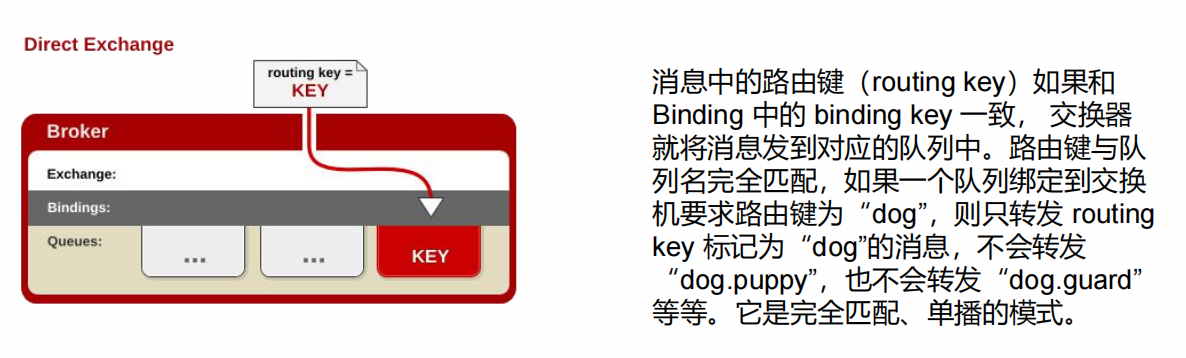 Direct Exchange
routing key =
KEY
Broker
Exchange:
Bindings:
Queues:
...
...
KEY
消息中的路由键（routing key）如果和
Binding 中的 binding key 一致， 交换器
就将消息发到对应的队列中。路由键与队
列名完全匹配，如果一个队列绑定到交换
机要求路由键为“dog”，则只转发 routing
key 标记为“dog”的消息，不会转发
“dog.puppy”，也不会转发“dog.guard”
等等。它是完全匹配、单播的模式。